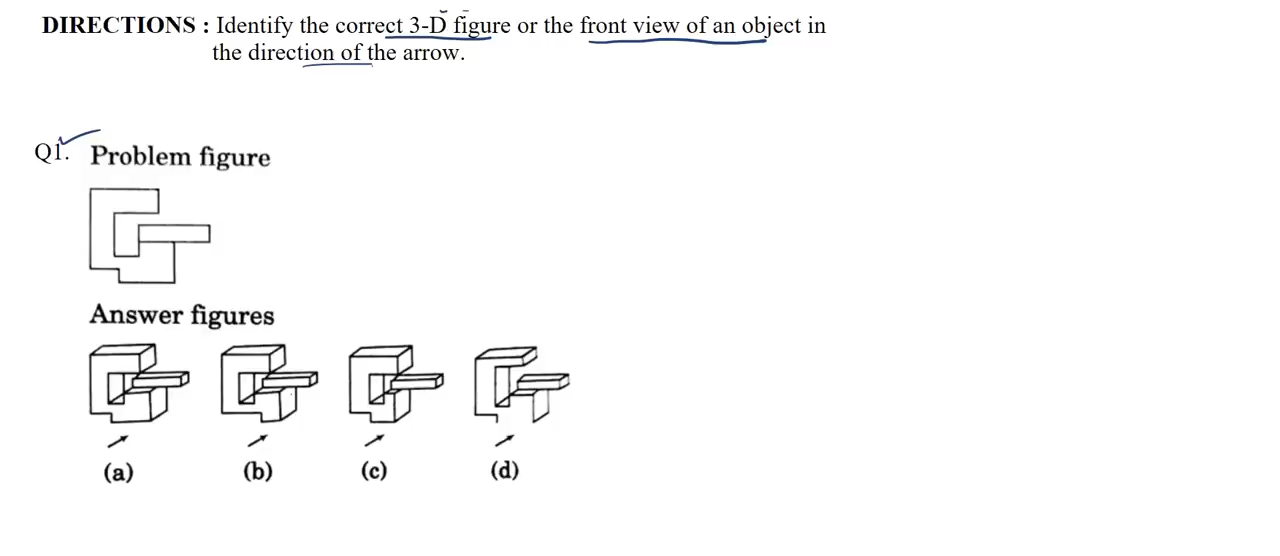 DIRECTIONS : Identify the correct 3-D figure or the front view of an object in
the direction of the arrow.
Q1. Problem figure
Answer figures
(a) (b) (c) (d)